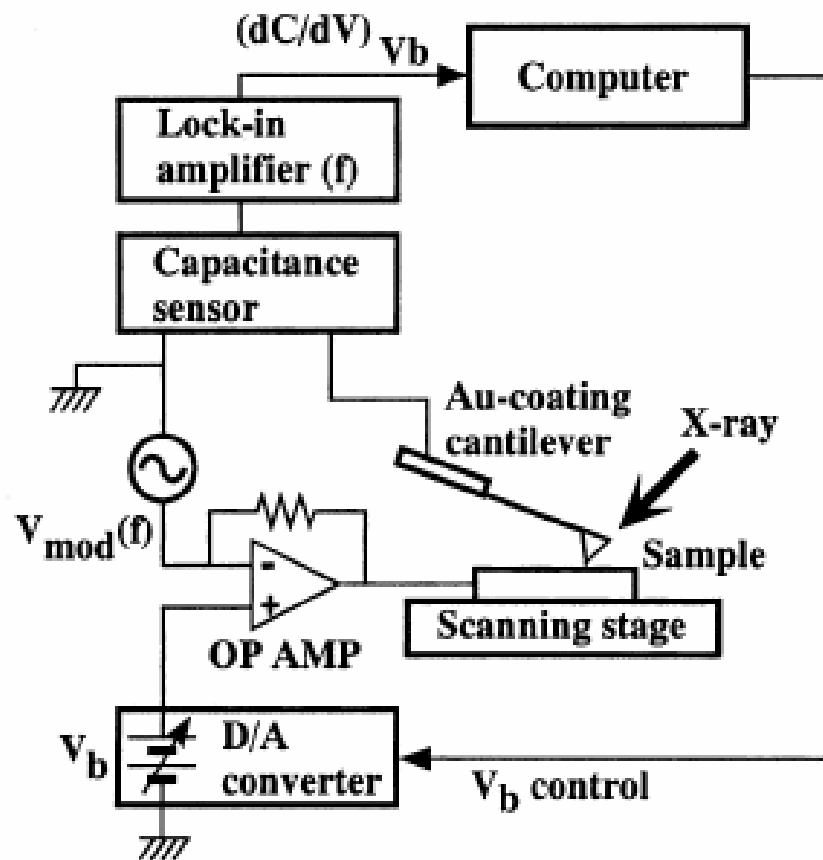 (dC/dV)Vb
Computer
Lock-in
amplifier (f)
Capacitance
sensor
Au-coating
cantilever
X-ray
Vmod(f)
-
+
OP AMP
Sample
Scanning stage
Vb
D/A
converter
Vb control